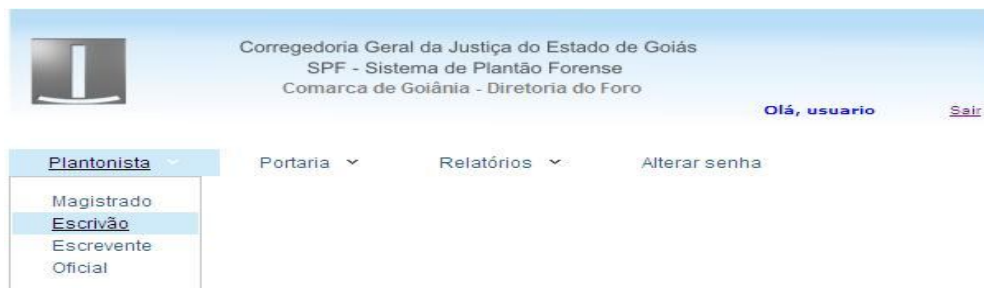 Corregedoria Geral da Justiça do Estado de Goiás
SPF - Sistema de Plantão Forense
Comarca de Goiânia - Diretoria do Foro
Olá, usuario Sair
Plantonista Portaria Relatórios Alterar senha
Magistrado
Escrivão
Escrevente
Oficial